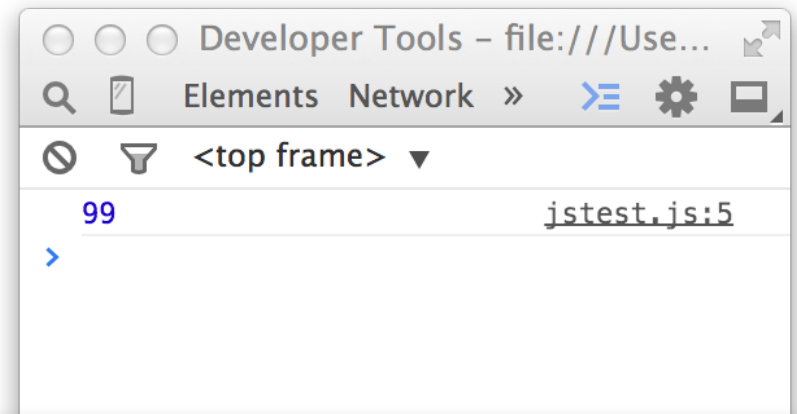 Developer Tools – file:///Use...
Elements Network »
<top frame> ▼
99 jstest.js:5
>